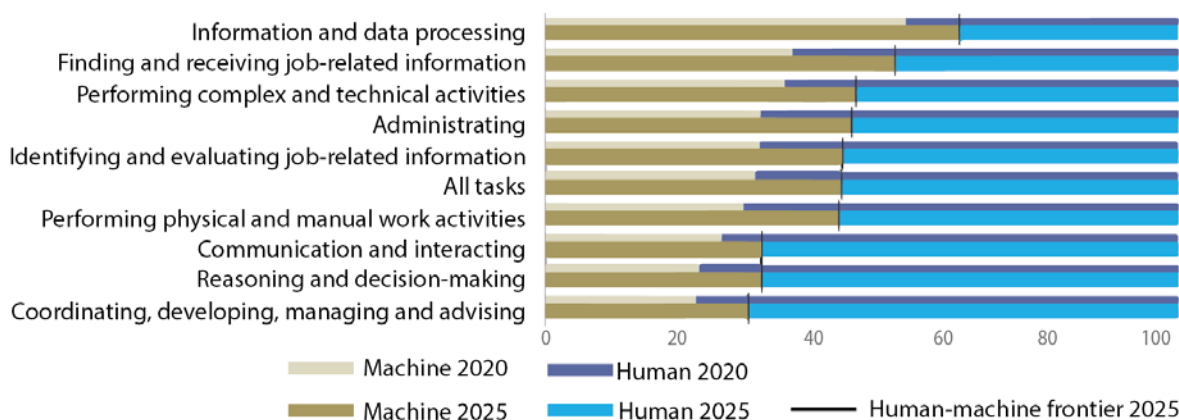 Information and data processing
Finding and receiving job-related information
Performing complex and technical activities
Administrating
Identifying and evaluating job-related information
All tasks
Performing physical and manual work activities
Communication and interacting
Reasoning and decision-making
Coordinating, developing, managing and advising
0 20 40 60 80 100
Machine 2020 Human 2020
Machine 2025 Human 2025 Human-machine frontier 2025